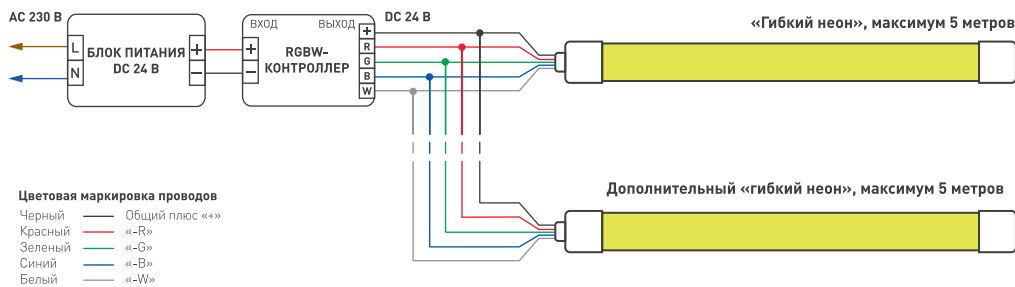 АС 230 В
ВХОД
ВЫХОД
DC 24 В
«Гибкий неон», максимум 5 метров
L
N
БЛОК ПИТАНИЯ
DC 24 В
+
−
+
−
RGBW-
КОНТРОЛЛЕР
+
R
G
B
W
Дополнительный «гибкий неон», максимум 5 метров
Цветовая маркировка проводов
Черный — Общий плюс «+»
Красный — «-R»
Зеленый — «-G»
Синий — «-B»
Белый — «-W»